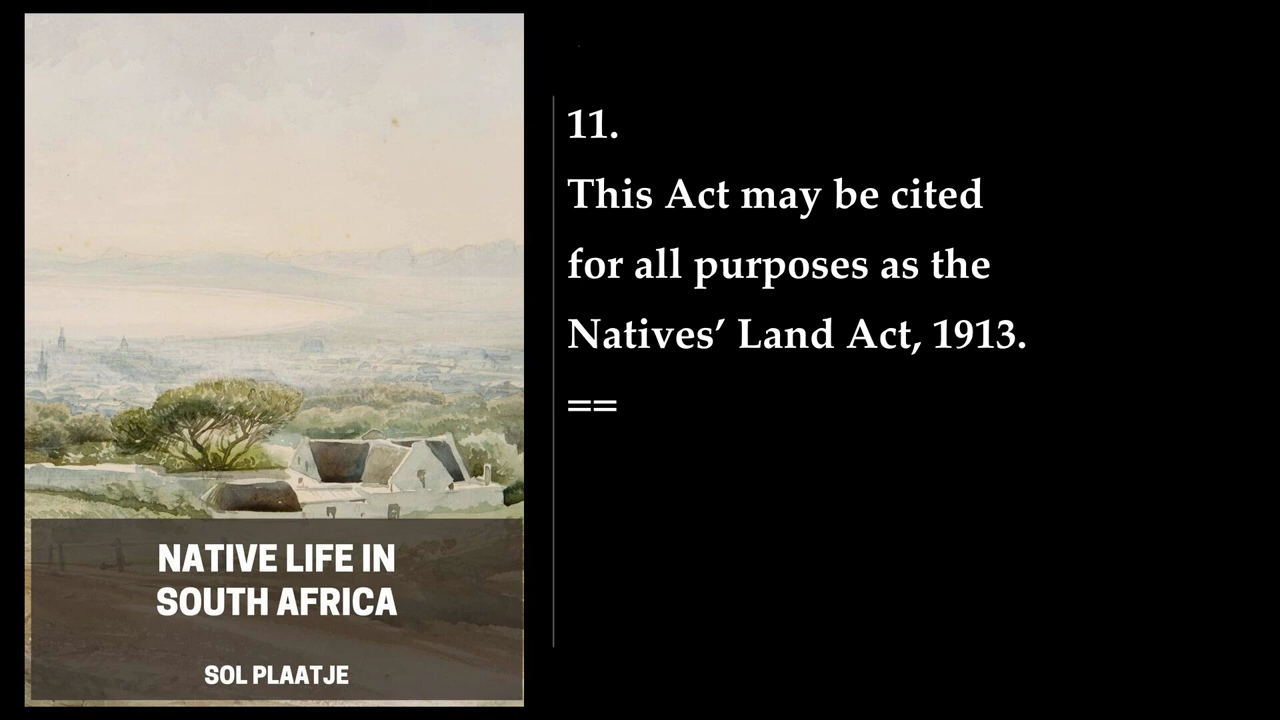 11.
This Act may be cited
for all purposes as the
Natives’ Land Act, 1913.
==
NATIVE LIFE IN
SOUTH AFRICA
SOL PLAATJE